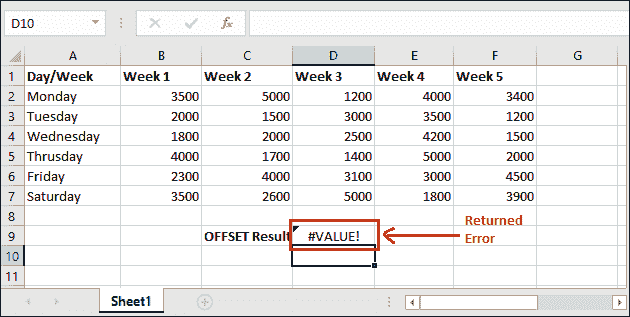 D10 fx
A B C D E F G
1 Day/Week Week 1 Week 2 Week 3 Week 4 Week 5
2 Monday 3500 5000 1200 4000 3400
3 Tuesday 2000 1500 3000 3500 1200
4 Wednesday 1800 2000 2500 4200 1500
5 Thrusday 4000 1700 1400 5000 2000
6 Friday 2300 4000 3100 3000 4500
7 Saturday 3500 2600 5000 1800 3900
8 Returned
9 OFFSET Result #VALUE! Error
10
11
Sheet1